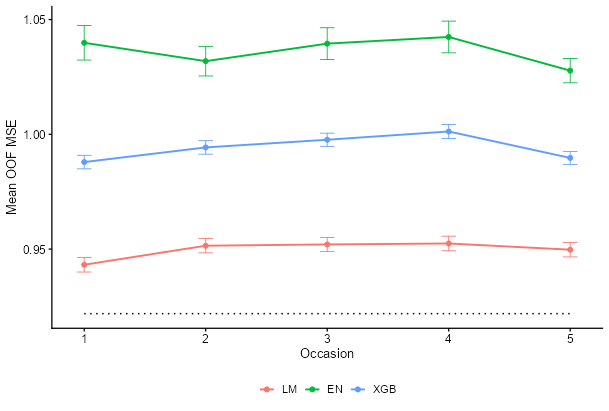 1.05
1.00
0.95
Mean OOF MSE
1 2 3 4 5
Occasion
LM EN XGB